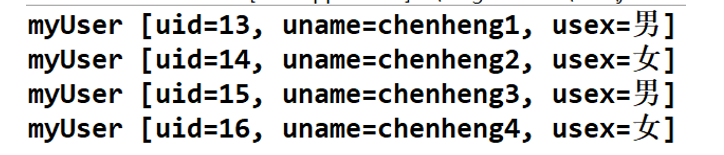 myUser [uid=13, uname=chenheng1, usex=男]
myUser [uid=14, uname=chenheng2, usex=女]
myUser [uid=15, uname=chenheng3, usex=男]
myUser [uid=16, uname=chenheng4, usex=女]